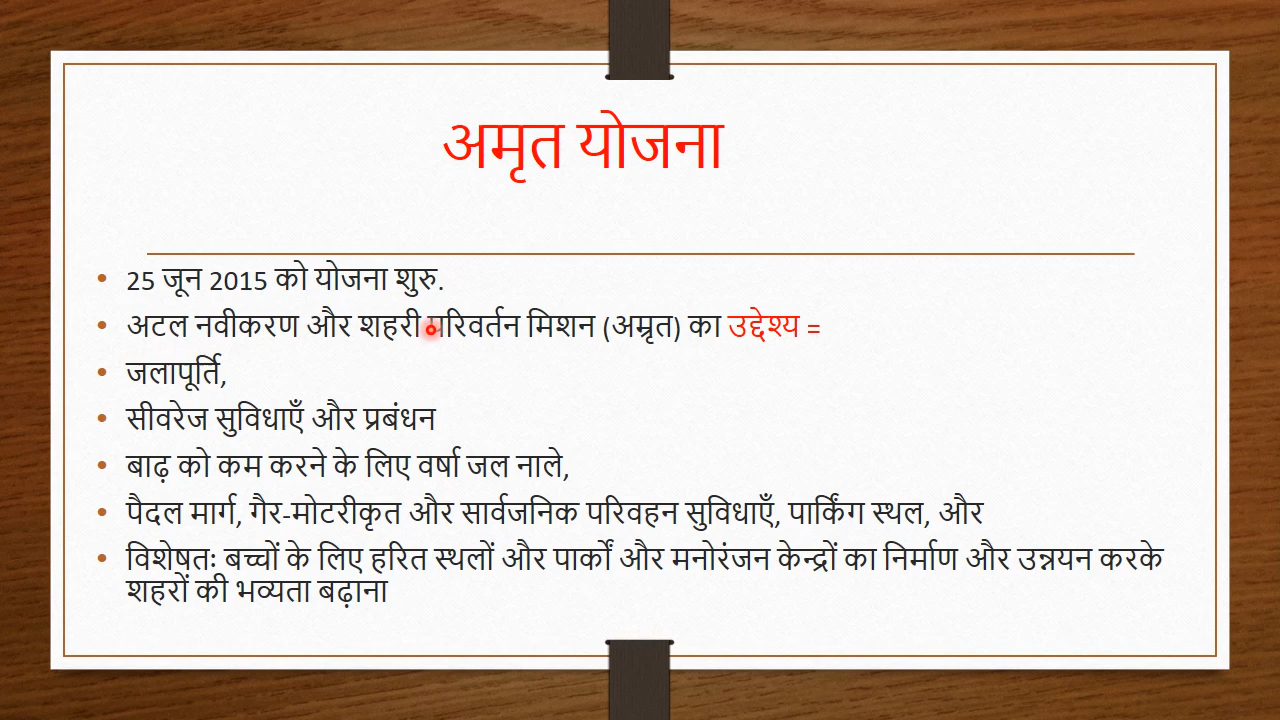 अमृत योजना
• 25 जून 2015 को योजना शुरु.
• अटल नवीकरण और शहरी परिवर्तन मिशन (अम्रृत) का उद्देश्य =
• जलापूर्ति,
• सीवरेज सुविधाएँ और प्रबंधन
• बाढ़ को कम करने के लिए वर्षा जल नाले,
• पैदल मार्ग, गैर-मोटरीकृत और सार्वजनिक परिवहन सुविधाएँ, पार्किंग स्थल, और
• विशेषतः बच्चों के लिए हरित स्थलों और पार्कों और मनोरंजन केन्द्रों का निर्माण और उन्नयन करके
शहरों की भव्यता बढ़ाना